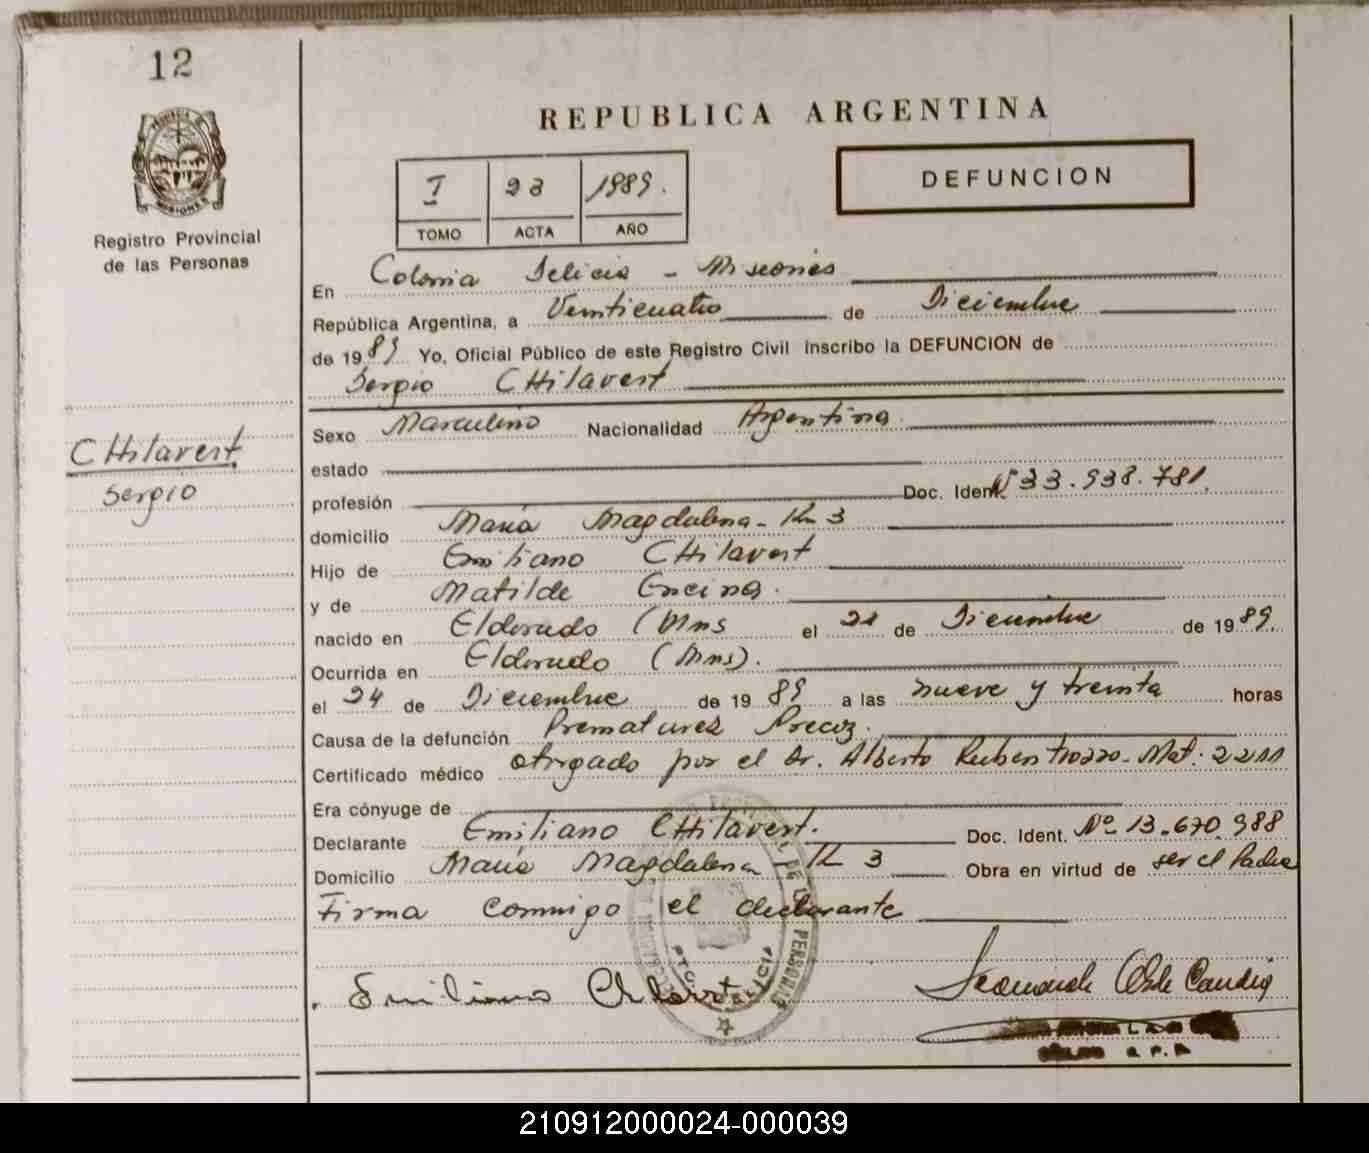 12
REPUBLICA ARGENTINA
I 23 1989.
TOMO ACTA AÑO
DEFUNCION
Registro Provincial
de las Personas
En Colonia Delicia - Misiones
República Argentina, a Veinticuatro de Diciembre
de 1989 Yo, Oficial Público de este Registro Civil inscribo la DEFUNCION de
Sergio CHilavert
Sexo Masculino Nacionalidad Argentina.
CHilavert
Sergio
estado
profesión Doc. Ident. Nº 33.938.781.
domicilio María Magdalena - Km 3
Hijo de Emiliano CHilavert
y de Matilde Encina.
nacido en Eldorado (Mns el de Diciembre de 1989.
Ocurrida en Eldorado (Mns).
el 24 de Diciembre de 1989 a las nueve y treinta horas
Causa de la defunción Prematurez Precoz.
Certificado médico otorgado por el Dr. Alberto Ruben Mat. 2211
Era cónyuge de
Declarante Emiliano CHilavert. Doc. Ident. Nº 13.670.988
Domicilio María Magdalena - K 3 Obra en virtud de ser el Padre
Firma conmigo el declarante
Emiliano
210912000024-000039